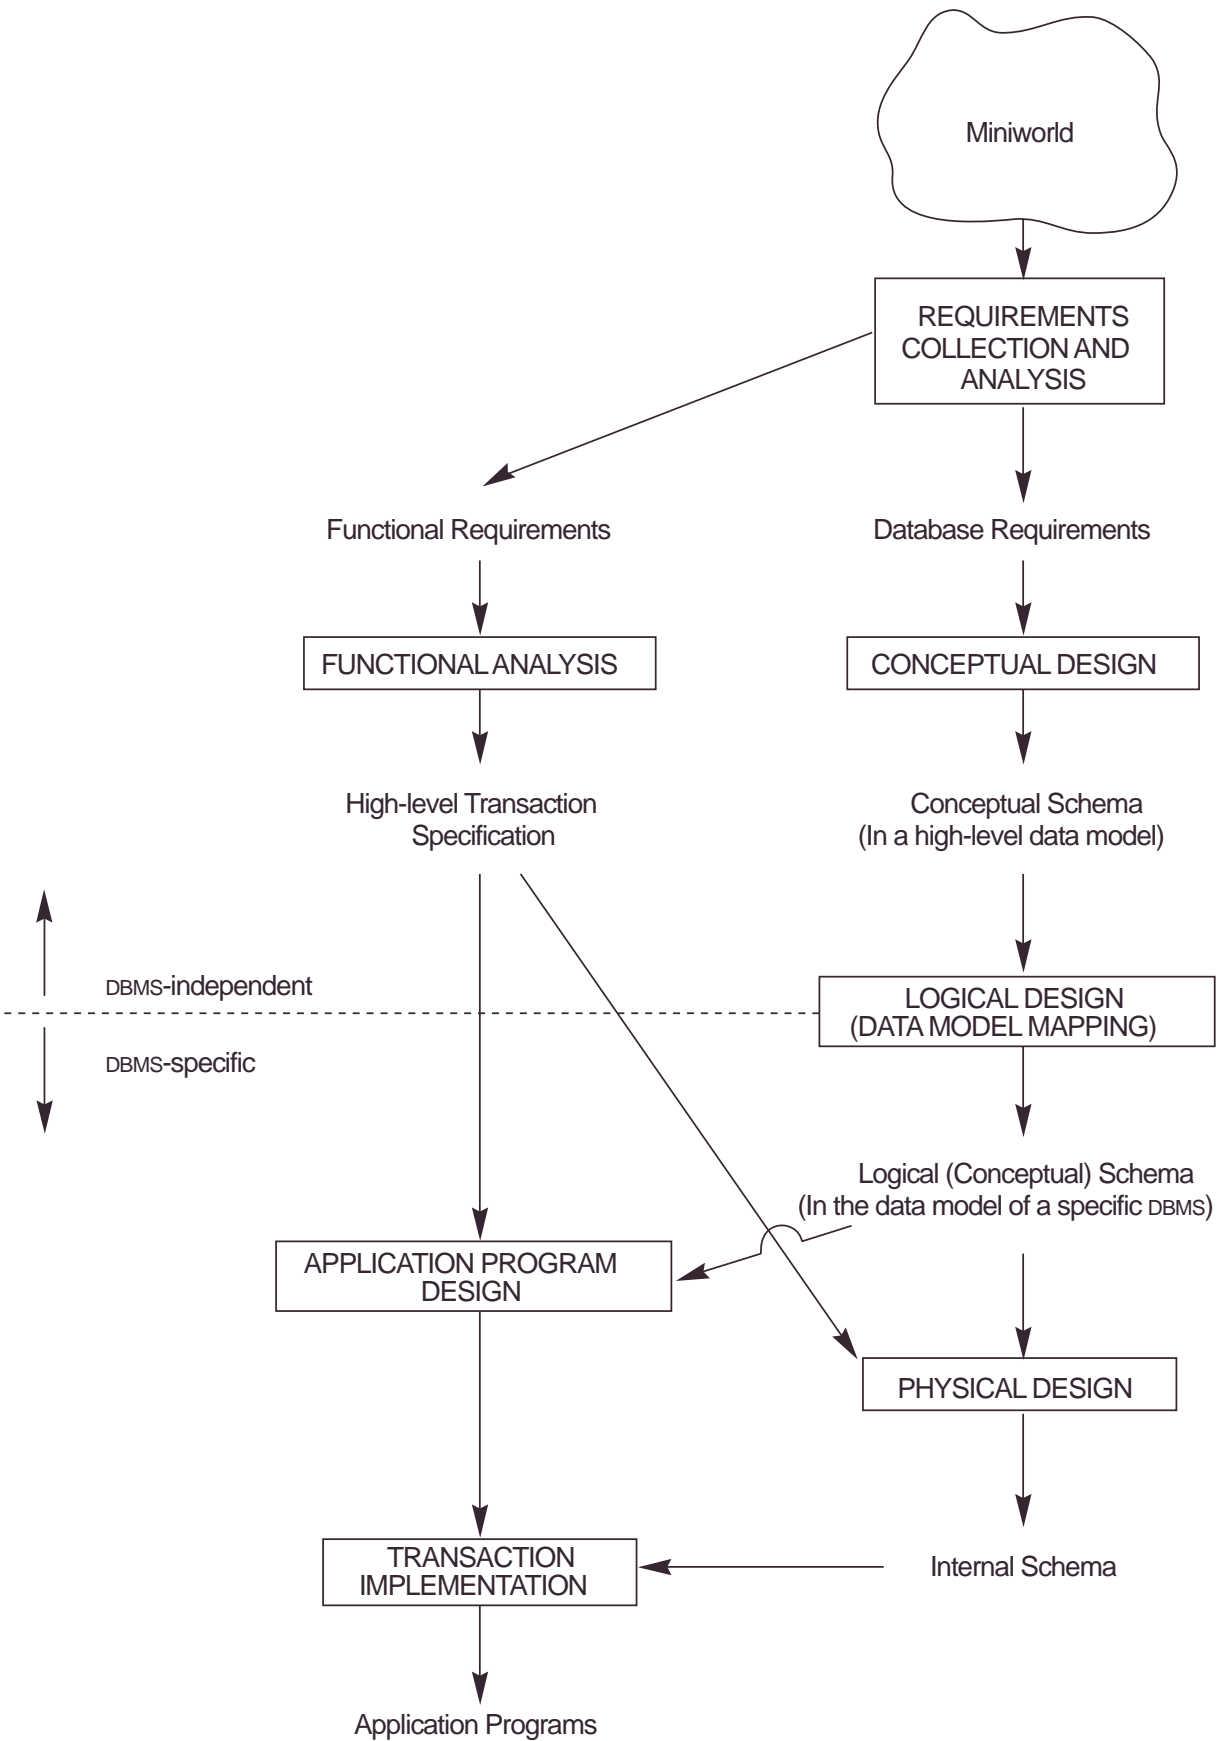 Miniworld
REQUIREMENTS
COLLECTION AND
ANALYSIS
Functional Requirements
Database Requirements
FUNCTIONAL ANALYSIS
CONCEPTUAL DESIGN
High-level Transaction
Specification
Conceptual Schema
(In a high-level data model)
DBMS-independent
DBMS-specific
LOGICAL DESIGN
(DATA MODEL MAPPING)
Logical (Conceptual) Schema
(In the data model of a specific DBMS)
APPLICATION PROGRAM
DESIGN
PHYSICAL DESIGN
TRANSACTION
IMPLEMENTATION
Internal Schema
Application Programs